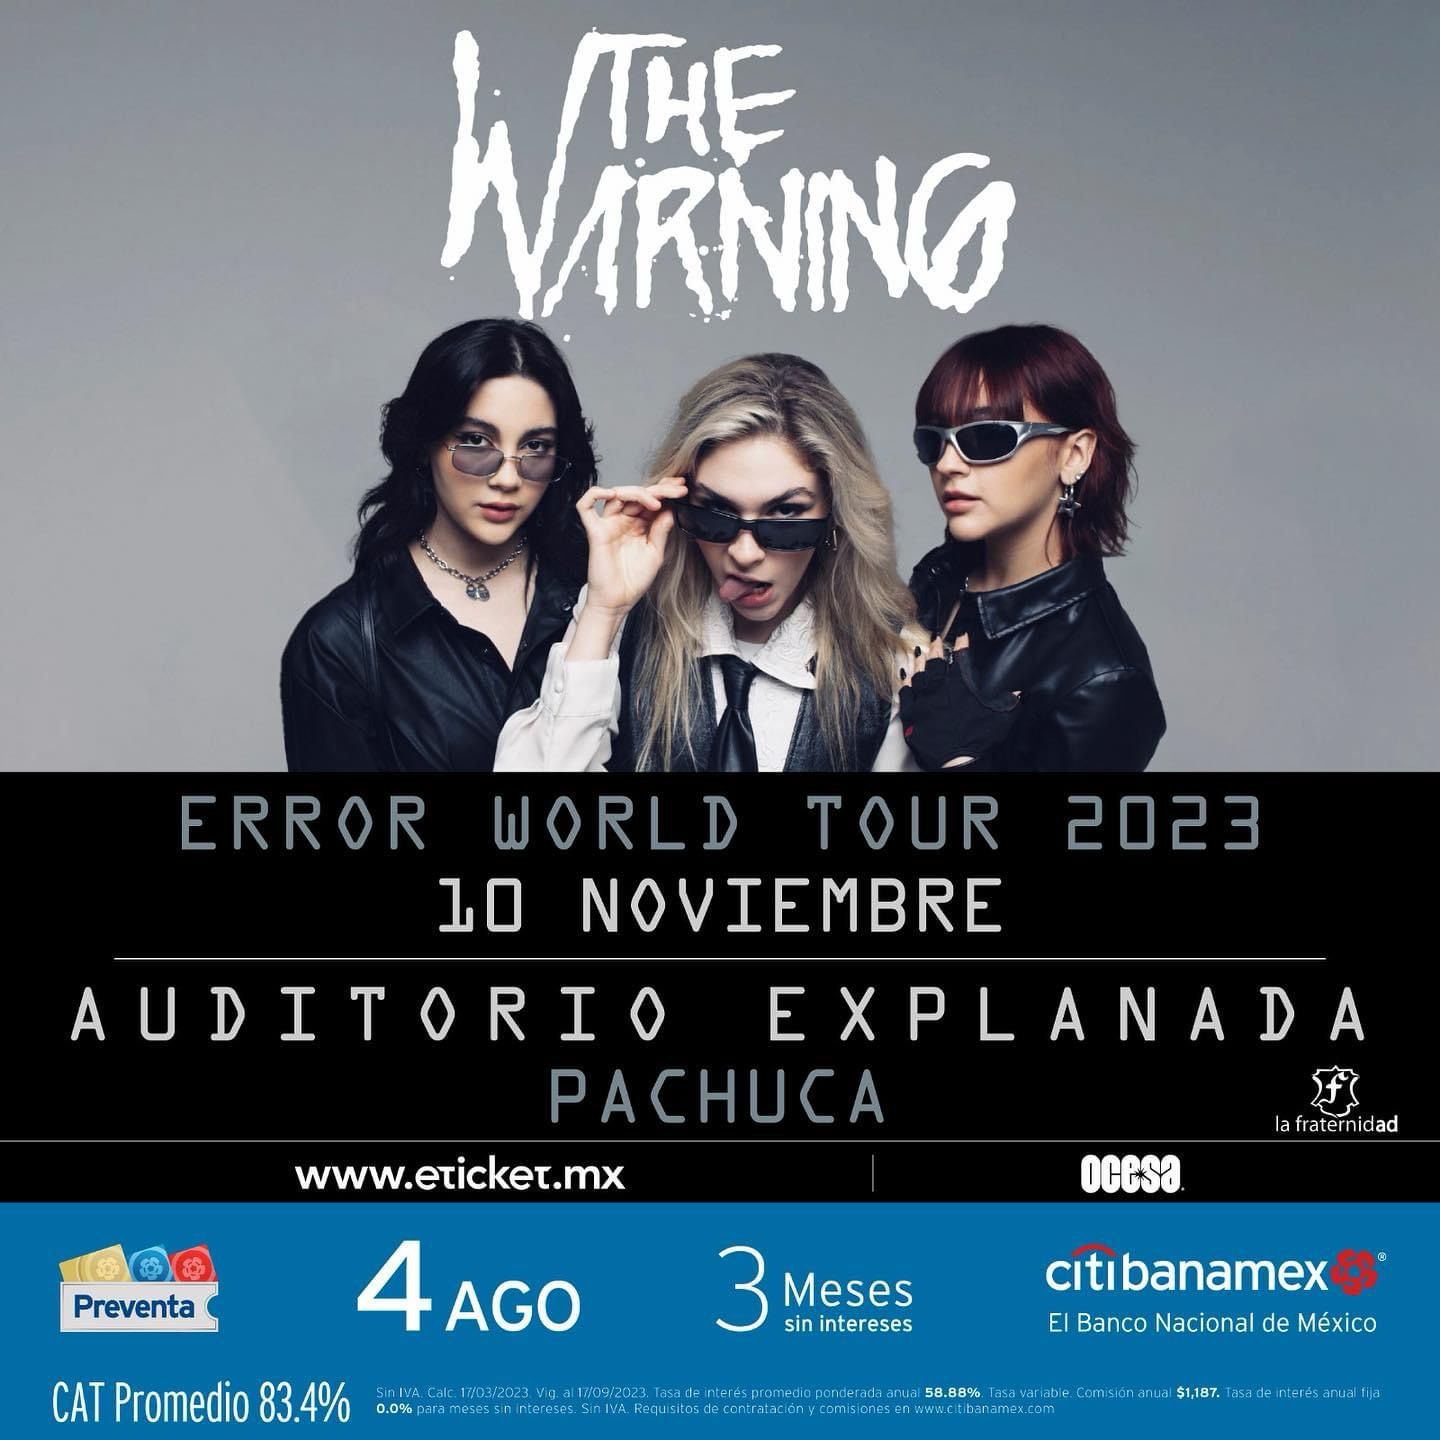 THE
WARNING
ERROR WORLD TOUR 2023
10 NOVIEMBRE
AUDITORIO EXPLANADA
PACHUCA
f
la fraternidad
www.eticket.mx
ocesa
Preventa
4 AGO
3 Meses
sin intereses
citibanamex®
El Banco Nacional de México
CAT Promedio 83.4%
Sin IVA. Calc. 17/03/2023. Vig. al 17/09/2023. Tasa de interés promedio ponderada anual 58.88%. Tasa variable. Comisión anual $1,187. Tasa de interés anual fija
0.0% para meses sin intereses. Sin IVA. Requisitos de contratación y comisiones en www.citibanamex.com